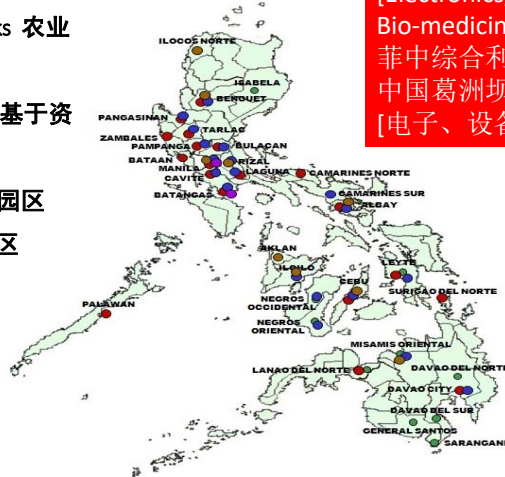 ks 农业
基于资
园区
区
Bio-medicin
菲中综合利
中国葛洲坝
[电子、设备
ILOCOS NORTE
ISABELA
BENGUET
PANGASINAN
TARLAC
ZAMBALES
PAMPANGA
BULACAN
BATAAN
RIZAL
MANILA
LAGUNA
CAMARINES NORTE
CAVITE
BATANGAS
CAMARINES SUR
ALBAY
AKLAN
ILOILO
LEYTE
CEBU
SURIGAO DEL NORTE
PALAWAN
NEGROS
OCCIDENTAL
NEGROS
ORIENTAL
MISAMIS ORIENTAL
LANAO DEL NORTE
DAVAO DEL NORTE
DAVAO CITY
DAVAO DEL SUR
GENERAL SANTOS
SARANGANI